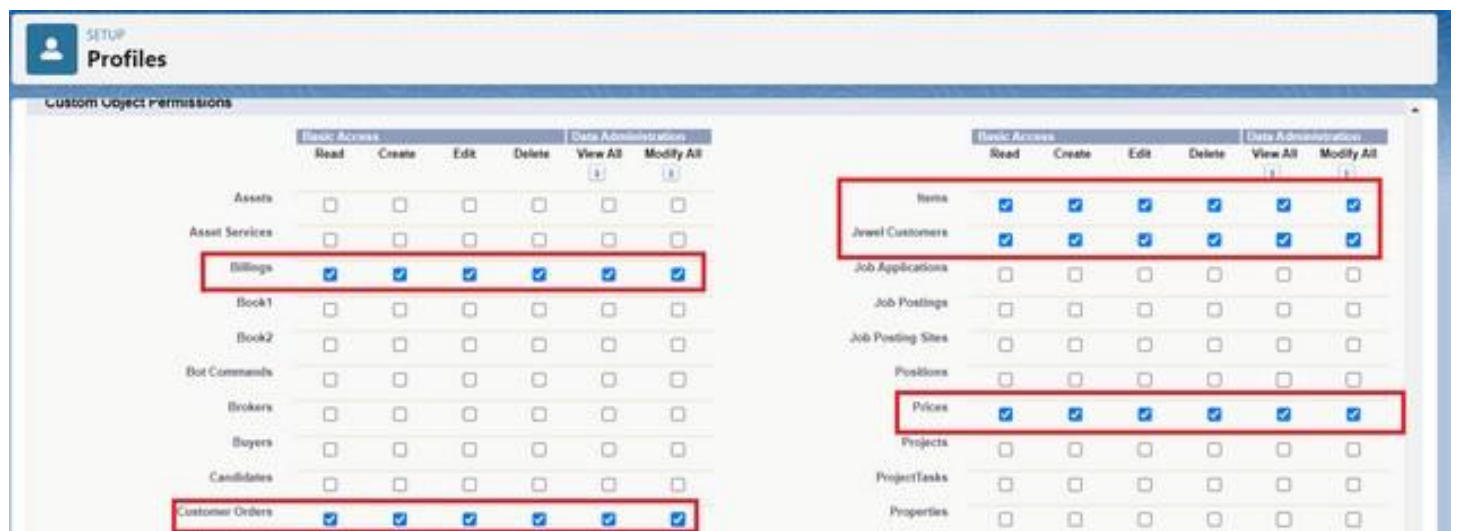 SETUP
Profiles
Custom Object Permissions
Basic Access Data Administration
Read Create Edit Delete View All Modify All
Assets
Asset Services
Billings
Book1
Book2
Bot Commands
Brokers
Buyers
Candidates
Customer Orders
Basic Access Data Administration
Read Create Edit Delete View All Modify All
Items
Jewel Customers
Job Applications
Job Postings
Job Posting Sites
Positions
Prices
Projects
ProjectTasks
Properties